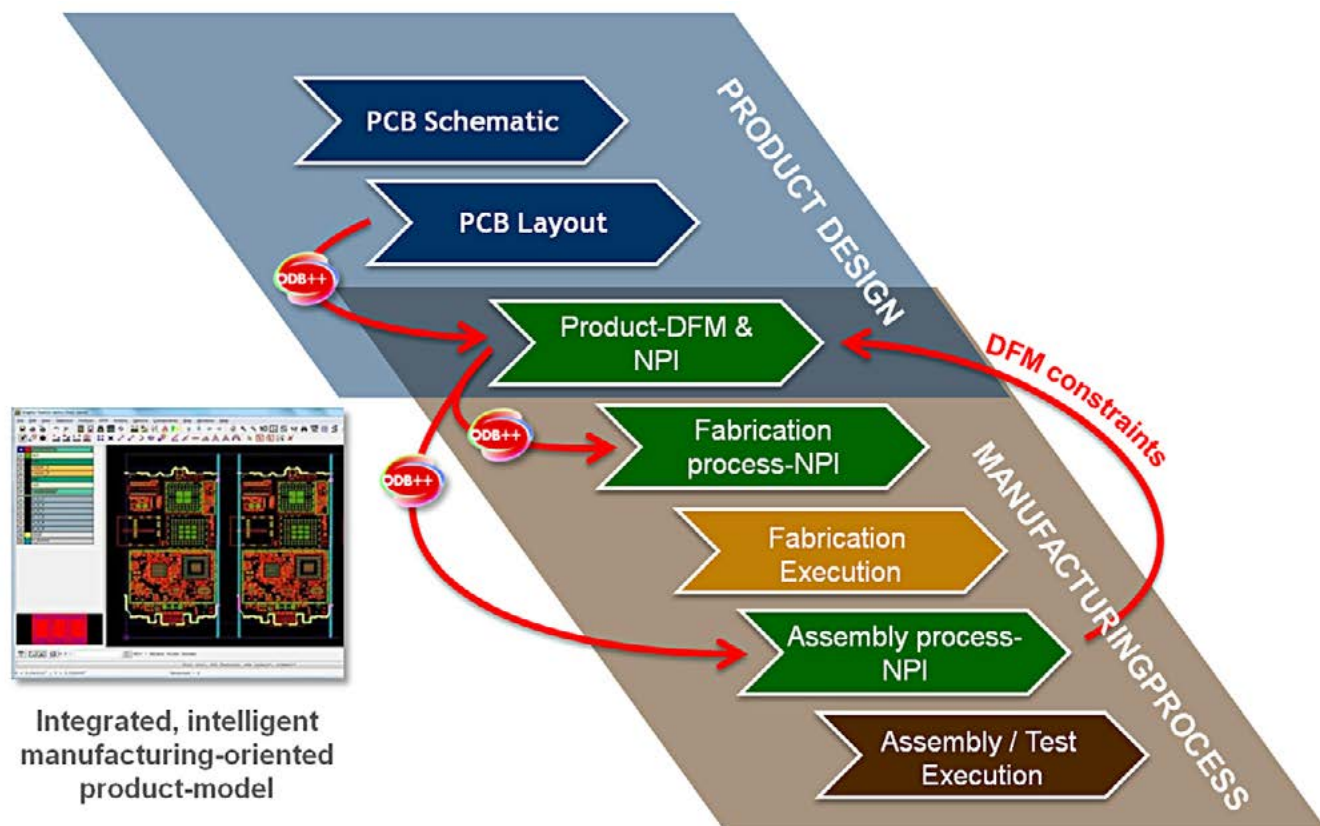 PCB Schematic
PCB Layout
PRODUCT DESIGN
ODB++
Product-DFM &
NPI
DFM constraints
ODB++
Fabrication
process-NPI
ODB++
Fabrication
Execution
MANUFACTURINGPROCESS
Assembly process-
NPI
Assembly / Test
Execution
Integrated, intelligent
manufacturing-oriented
product-model